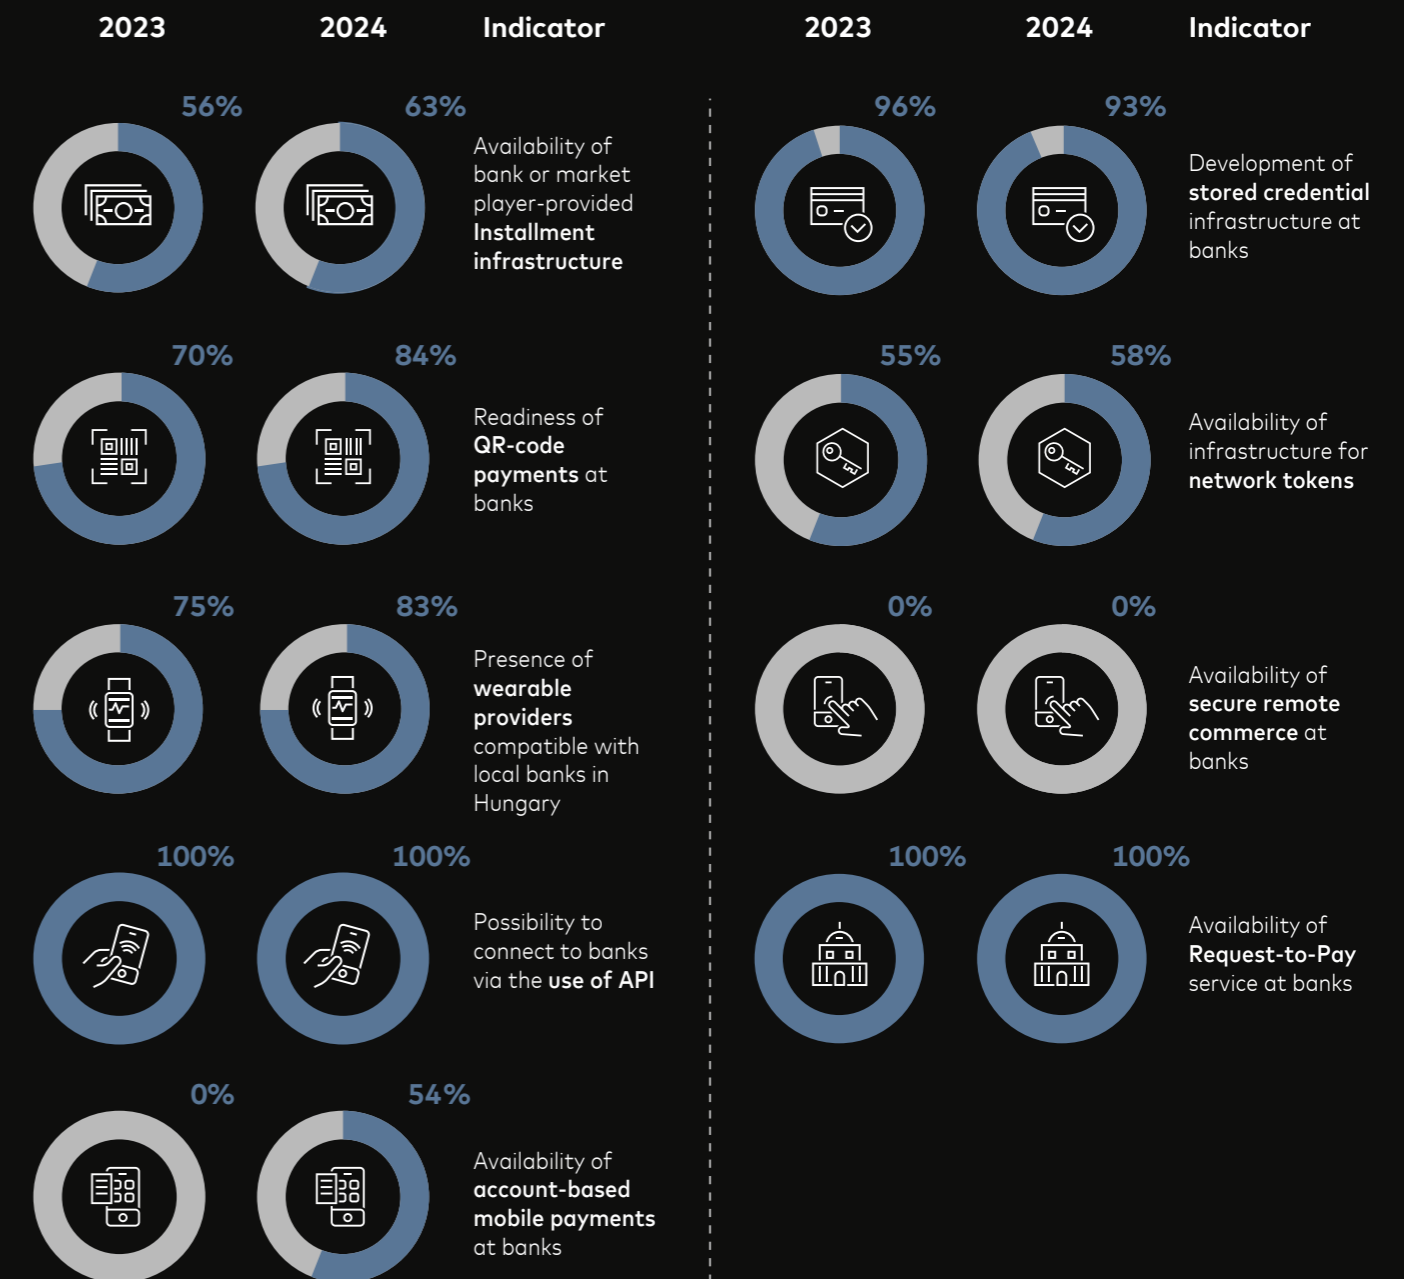 2023 2024 Indicator
56% 63%
Availability of
bank or market
player-provided
Installment
infrastructure
70% 84%
Readiness of
QR-code
payments at
banks
75% 83%
Presence of
wearable
providers
compatible with
local banks in
Hungary
100% 100%
Possibility to
connect to banks
via the use of API
0% 54%
Availability of
account-based
mobile payments
at banks
2023 2024 Indicator
96% 93%
Development of
stored credential
infrastructure at
banks
55% 58%
Availability of
infrastructure for
network tokens
0% 0%
Availability of
secure remote
commerce at
banks
100% 100%
Availability of
Request-to-Pay
service at banks